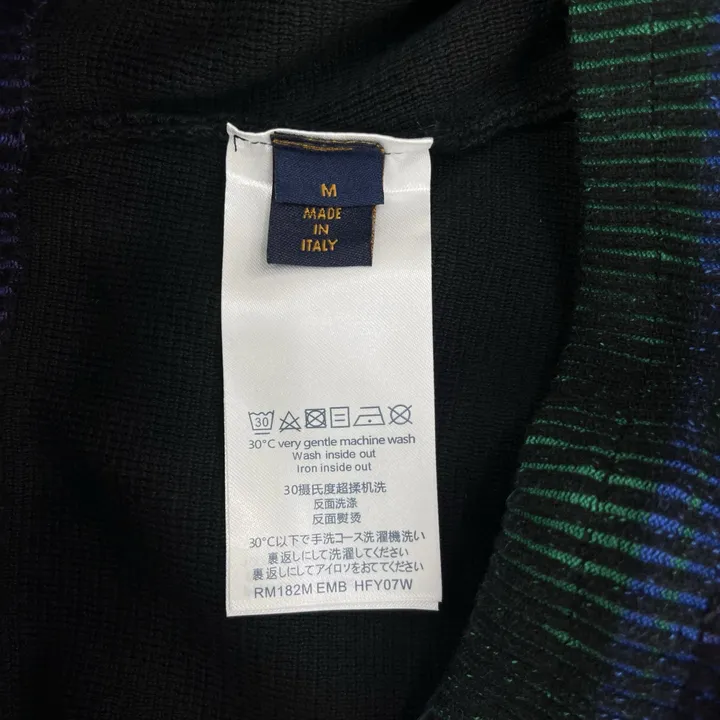 M
MADE
IN
ITALY
30
30°C very gentle machine wash
Wash inside out
Iron inside out
30摄氏度超揉机洗
反面洗涤
反面熨烫
30°C以下で手洗コース洗濯機洗い
裏返しにして洗濯してください
裏返しにしてアイロソをおててください
RM182M EMB HFY07W